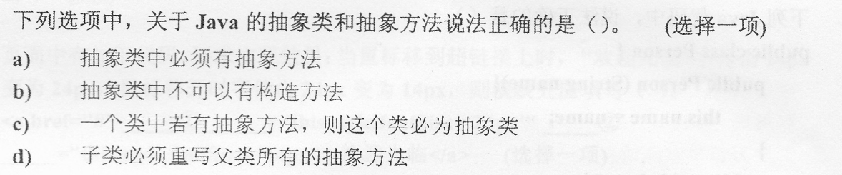 下列选项中，关于 Java 的抽象类和抽象方法说法正确的是（）。 （选择一项）
a) 抽象类中必须有抽象方法
b) 抽象类中不可以有构造方法
c) 一个类中若有抽象方法，则这个类必为抽象类
d) 子类必须重写父类所有的抽象方法